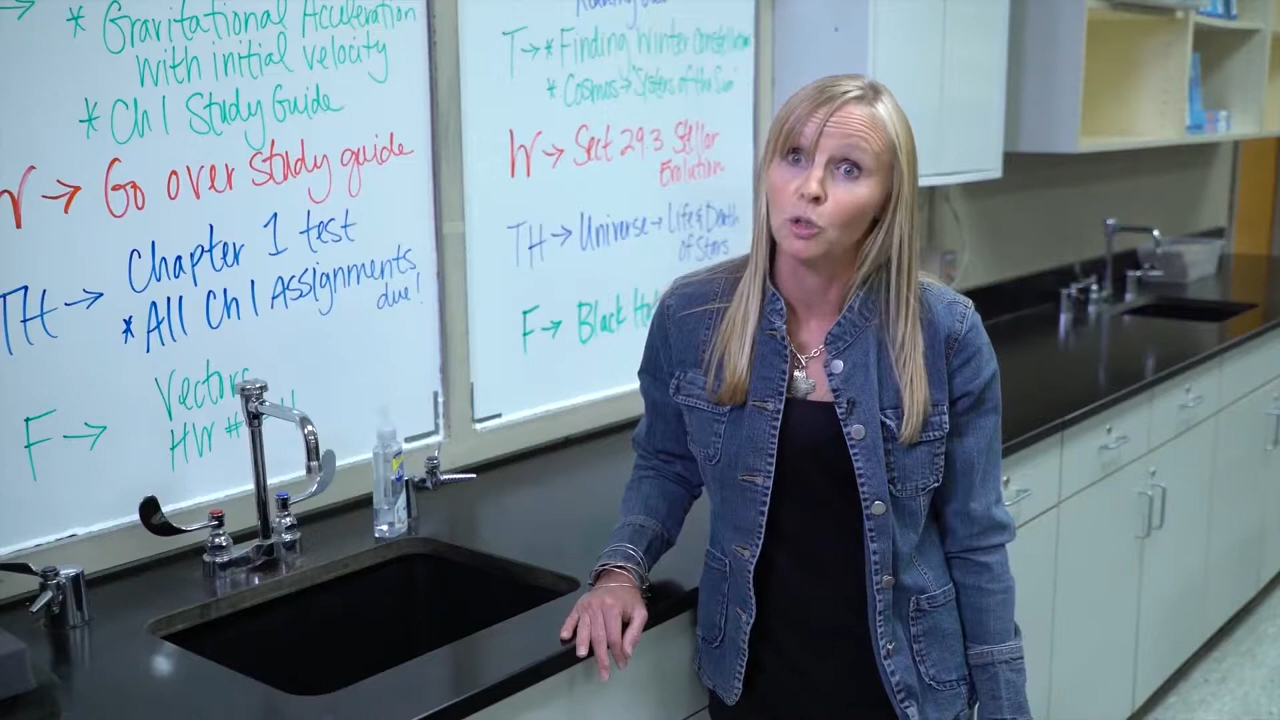 * Gravitational Acceleration
with initial velocity
* Ch 1 Study Guide
W → Go over study guide
TH → Chapter 1 test
* All Ch 1 Assignments
due!
F → Vectors
HW #
T → * Finding Winter Constellations
* Cosmos → "Sisters of the Sun"
W → Sect 29.3 Stellar
Evolution
TH → Universe → Life & Death
of Stars
F → Black